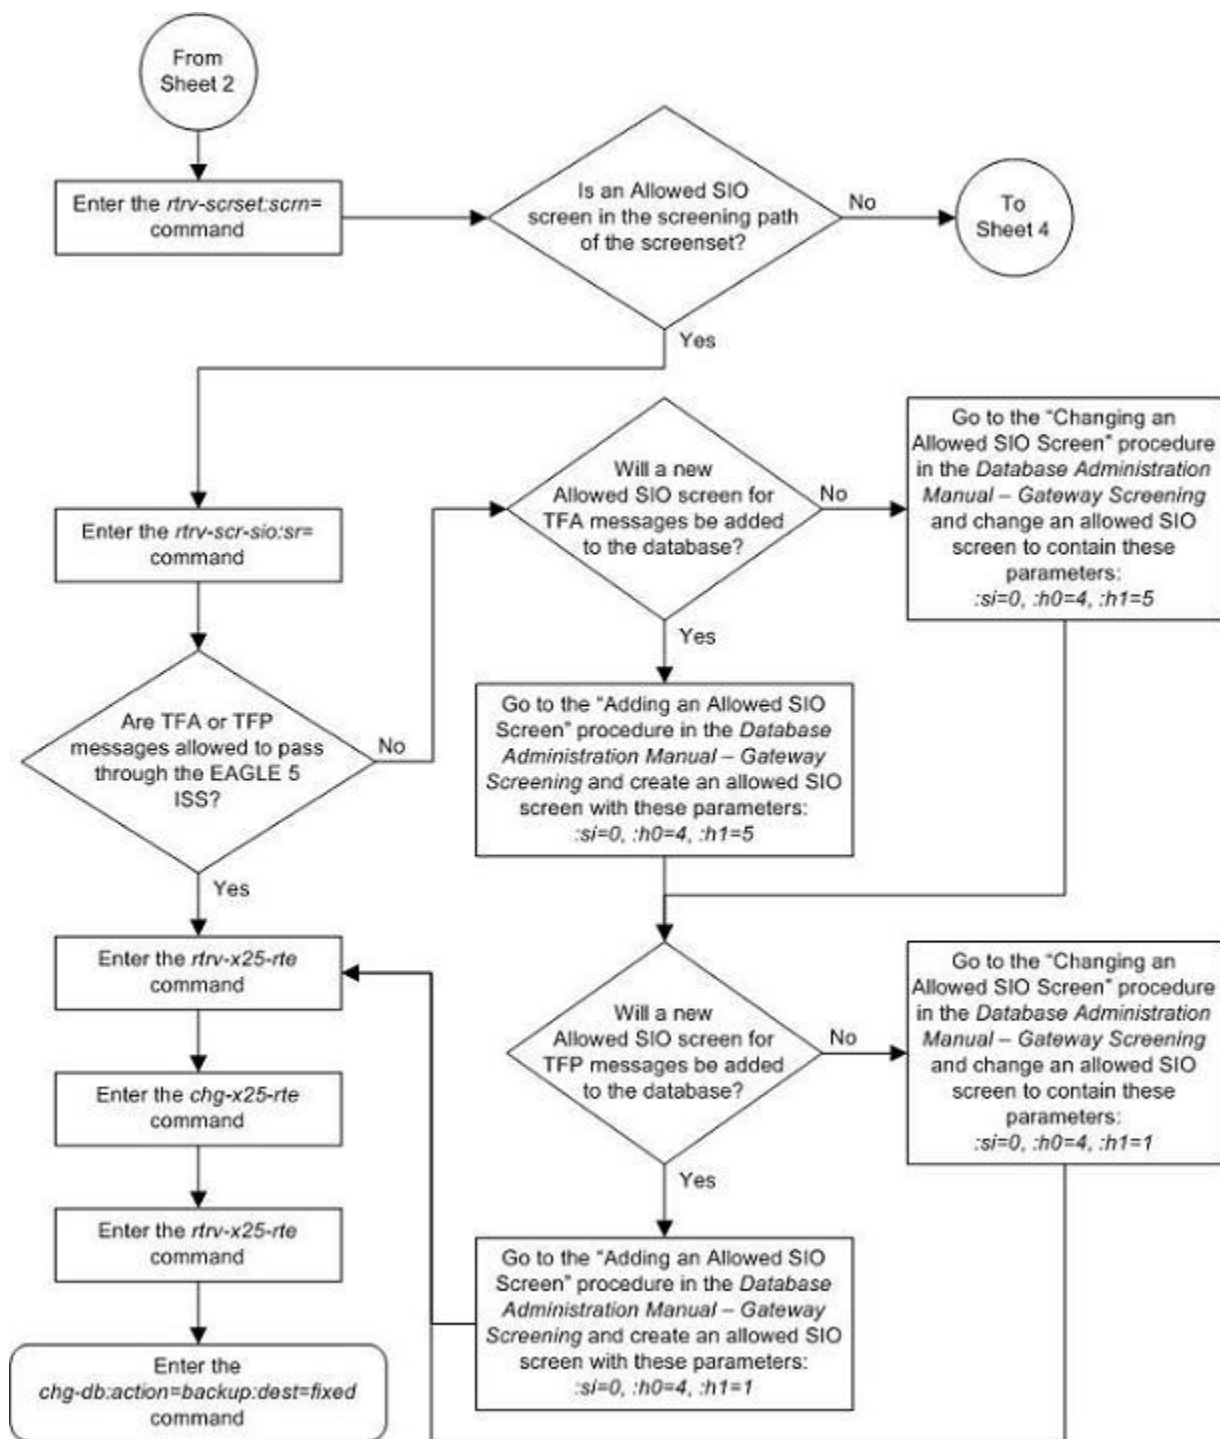 From
Sheet 2
Enter the rtrv-scrset:scrn=
command
Is an Allowed SIO
screen in the screening path
of the screenset?
No
To
Sheet 4
Yes
Enter the rtrv-scr-sio:sr=
command
Will a new
Allowed SIO screen for
TFA messages be added
to the database?
No
Go to the “Changing an
Allowed SIO Screen” procedure
in the Database Administration
Manual – Gateway Screening
and change an allowed SIO
screen to contain these
parameters:
:si=0, :h0=4, :h1=5
Yes
Are TFA or TFP
messages allowed to pass
through the EAGLE 5
ISS?
No
Go to the “Adding an Allowed SIO
Screen” procedure in the Database
Administration Manual – Gateway
Screening and create an allowed SIO
screen with these parameters:
:si=0, :h0=4, :h1=5
Yes
Enter the rtrv-x25-rte
command
Will a new
Allowed SIO screen for
TFP messages be added
to the database?
No
Go to the “Changing an
Allowed SIO Screen” procedure
in the Database Administration
Manual – Gateway Screening
and change an allowed SIO
screen to contain these
parameters:
:si=0, :h0=4, :h1=1
Enter the chg-x25-rte
command
Yes
Enter the rtrv-x25-rte
command
Go to the “Adding an Allowed SIO
Screen” procedure in the Database
Administration Manual – Gateway
Screening and create an allowed SIO
screen with these parameters:
:si=0, :h0=4, :h1=1
Enter the
chg-db:action=backup:dest=fixed
command